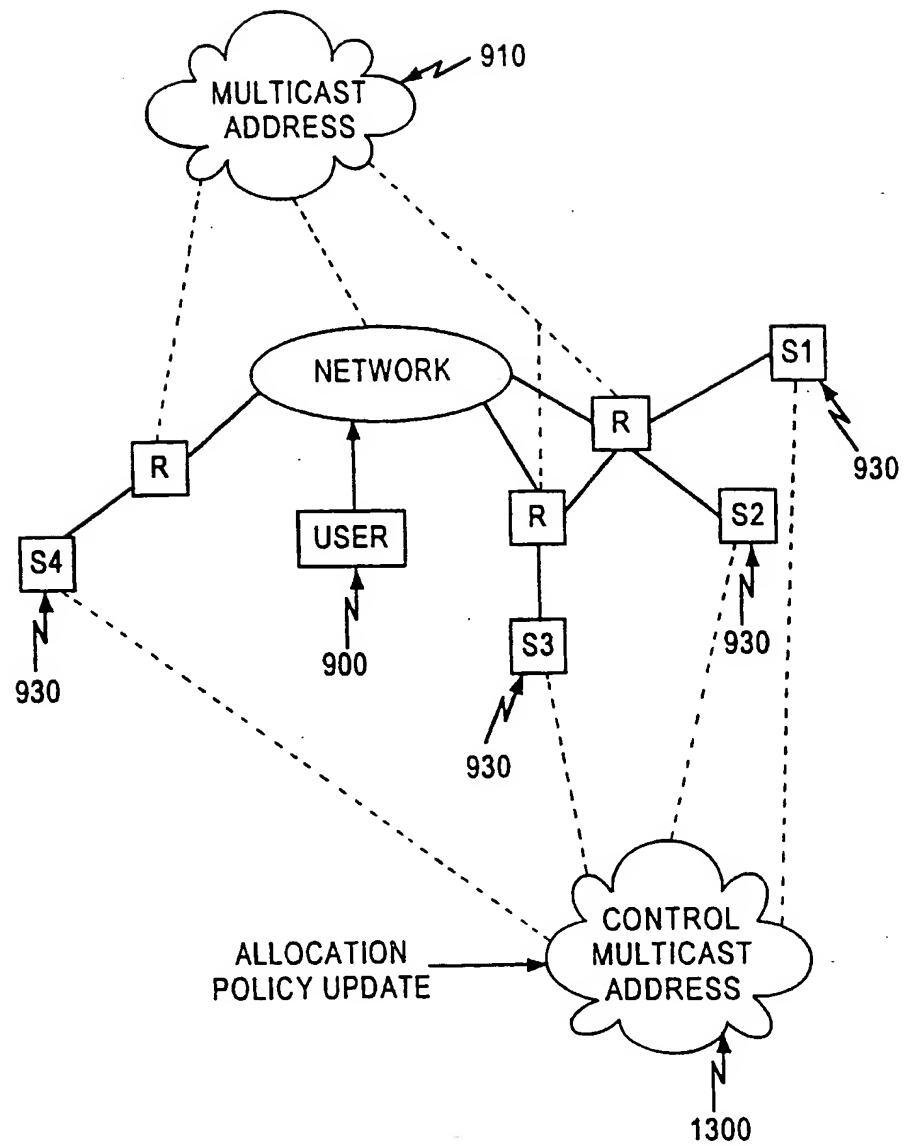 910
MULTICAST
ADDRESS
S1
NETWORK
R
930
R
R
S2
USER
S4
930
900
S3
930
930
CONTROL
MULTICAST
ADDRESS
ALLOCATION
POLICY UPDATE
1300